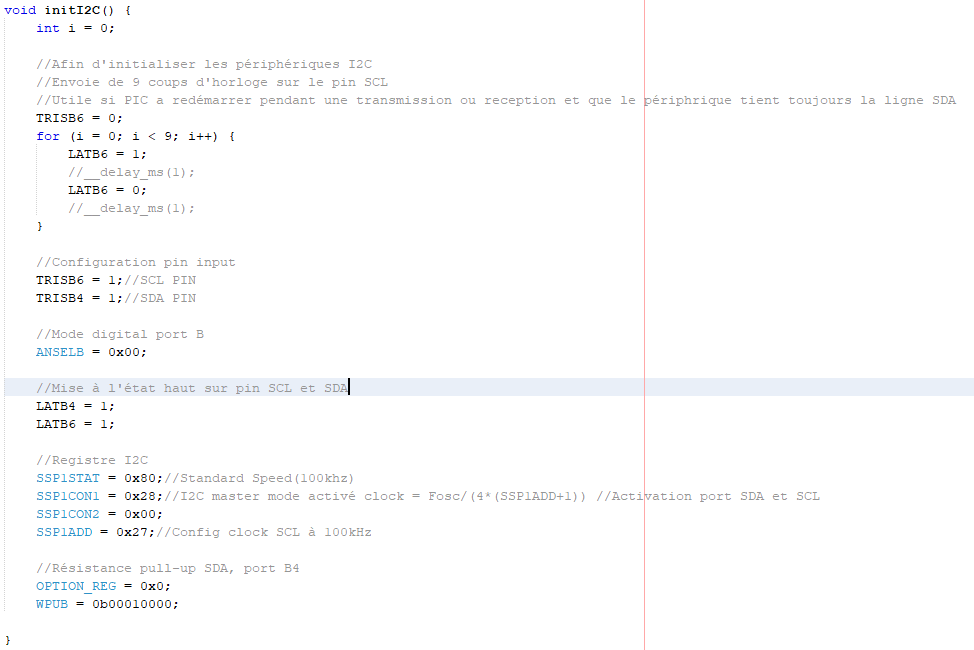 void initI2C() {
int i = 0;
//Afin d'initialiser les périphériques I2C
//Envoie de 9 coups d'horloge sur le pin SCL
//Utile si PIC a redémarrer pendant une transmission ou reception et que le périphrique tient toujours la ligne SDA
TRISB6 = 0;
for (i = 0; i < 9; i++) {
LATB6 = 1;
//__delay_ms(1);
LATB6 = 0;
//__delay_ms(1);
}
//Configuration pin input
TRISB6 = 1;//SCL PIN
TRISB4 = 1;//SDA PIN
//Mode digital port B
ANSELB = 0x00;
//Mise à l'état haut sur pin SCL et SDA
LATB4 = 1;
LATB6 = 1;
//Registre I2C
SSP1STAT = 0x80;//Standard Speed(100khz)
SSP1CON1 = 0x28;//I2C master mode activé clock = Fosc/(4*(SSP1ADD+1)) //Activation port SDA et SCL
SSP1CON2 = 0x00;
SSP1ADD = 0x27;//Config clock SCL à 100kHz
//Résistance pull-up SDA, port B4
OPTION_REG = 0x0;
WPUB = 0b00010000;
}